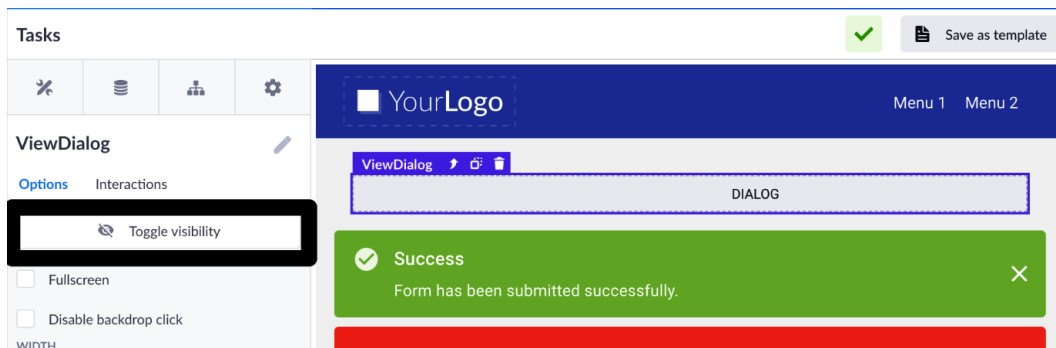 Tasks
Save as template
YourLogo
Menu 1 Menu 2
ViewDialog
Options Interactions
Toggle visibility
Fullscreen
Disable backdrop click
WIDTH
ViewDialog
DIALOG
Success
Form has been submitted successfully.